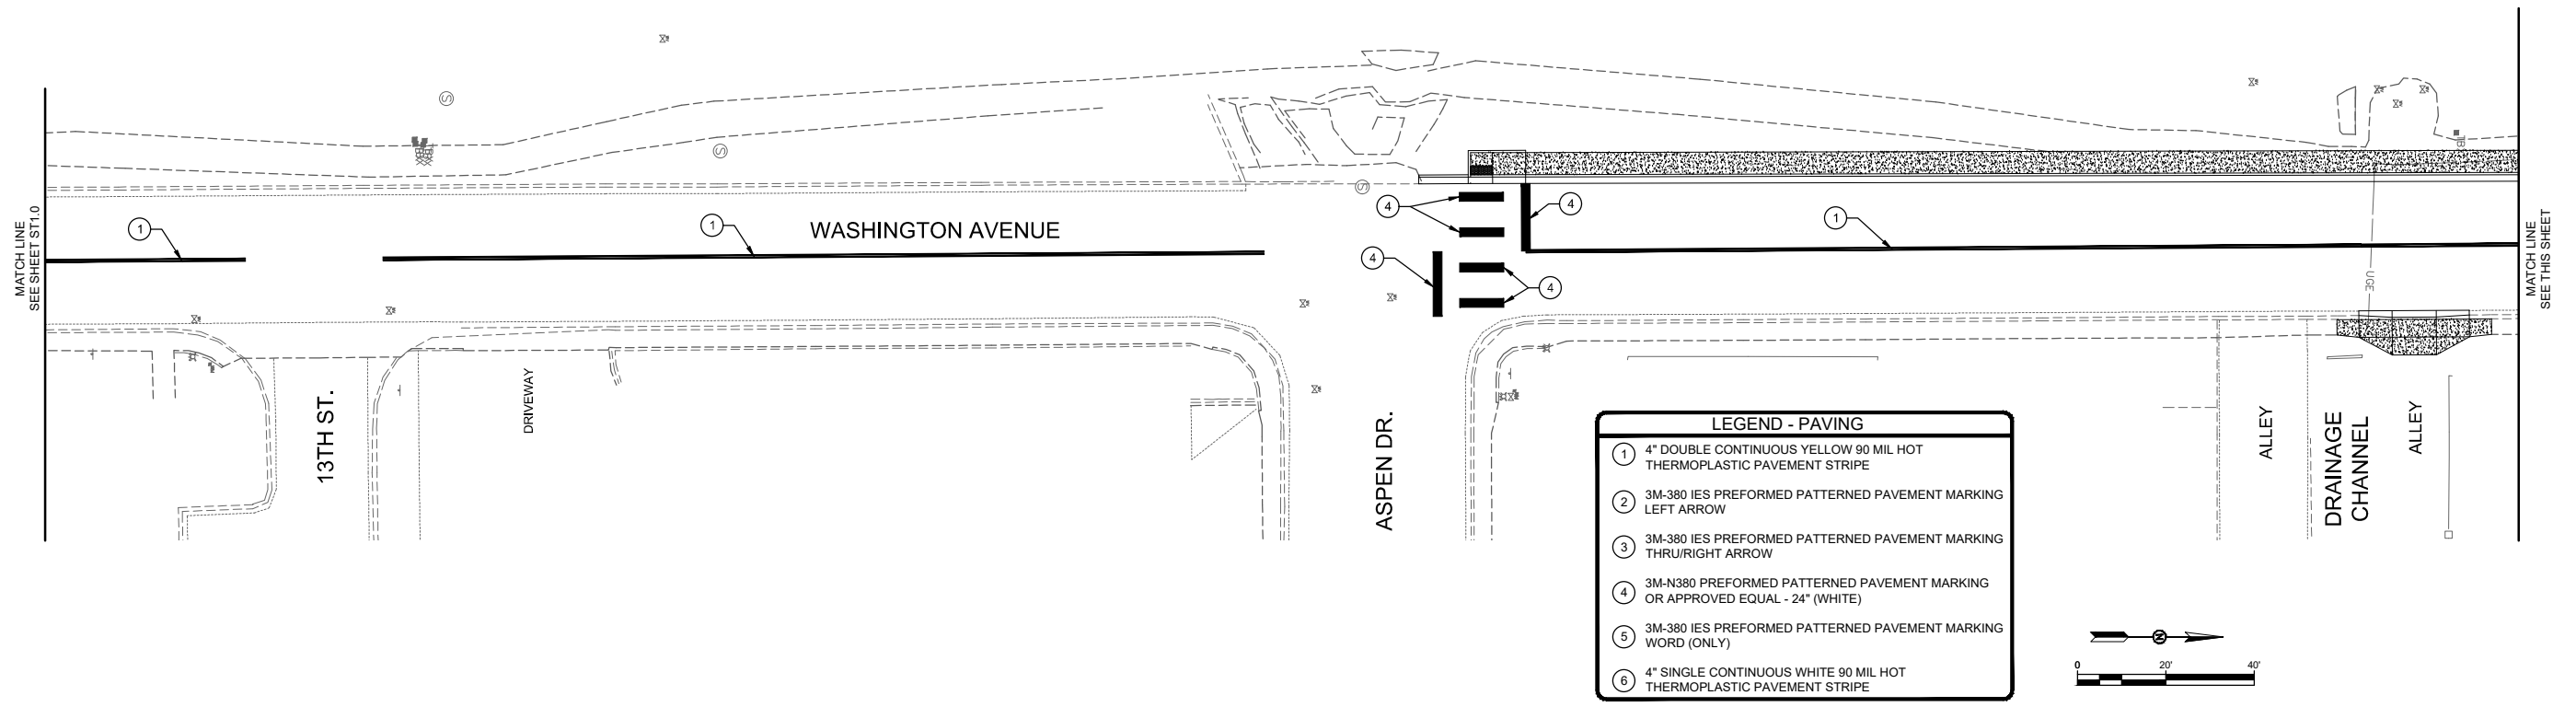 MATCH LINE
SEE SHEET ST1.0
1
1
WASHINGTON AVENUE
4
4
4
4
1
MATCH LINE
SEE THIS SHEET
S
S
S
UGE
TB
13TH ST.
DRIVEWAY
ASPEN DR.
ALLEY
DRAINAGE
CHANNEL
ALLEY
LEGEND - PAVING
1 4" DOUBLE CONTINUOUS YELLOW 90 MIL HOT
THERMOPLASTIC PAVEMENT STRIPE
2 3M-380 IES PREFORMED PATTERNED PAVEMENT MARKING
LEFT ARROW
3 3M-380 IES PREFORMED PATTERNED PAVEMENT MARKING
THRU/RIGHT ARROW
4 3M-N380 PREFORMED PATTERNED PAVEMENT MARKING
OR APPROVED EQUAL - 24" (WHITE)
5 3M-380 IES PREFORMED PATTERNED PAVEMENT MARKING
WORD (ONLY)
6 4" SINGLE CONTINUOUS WHITE 90 MIL HOT
THERMOPLASTIC PAVEMENT STRIPE
N
0 20' 40'